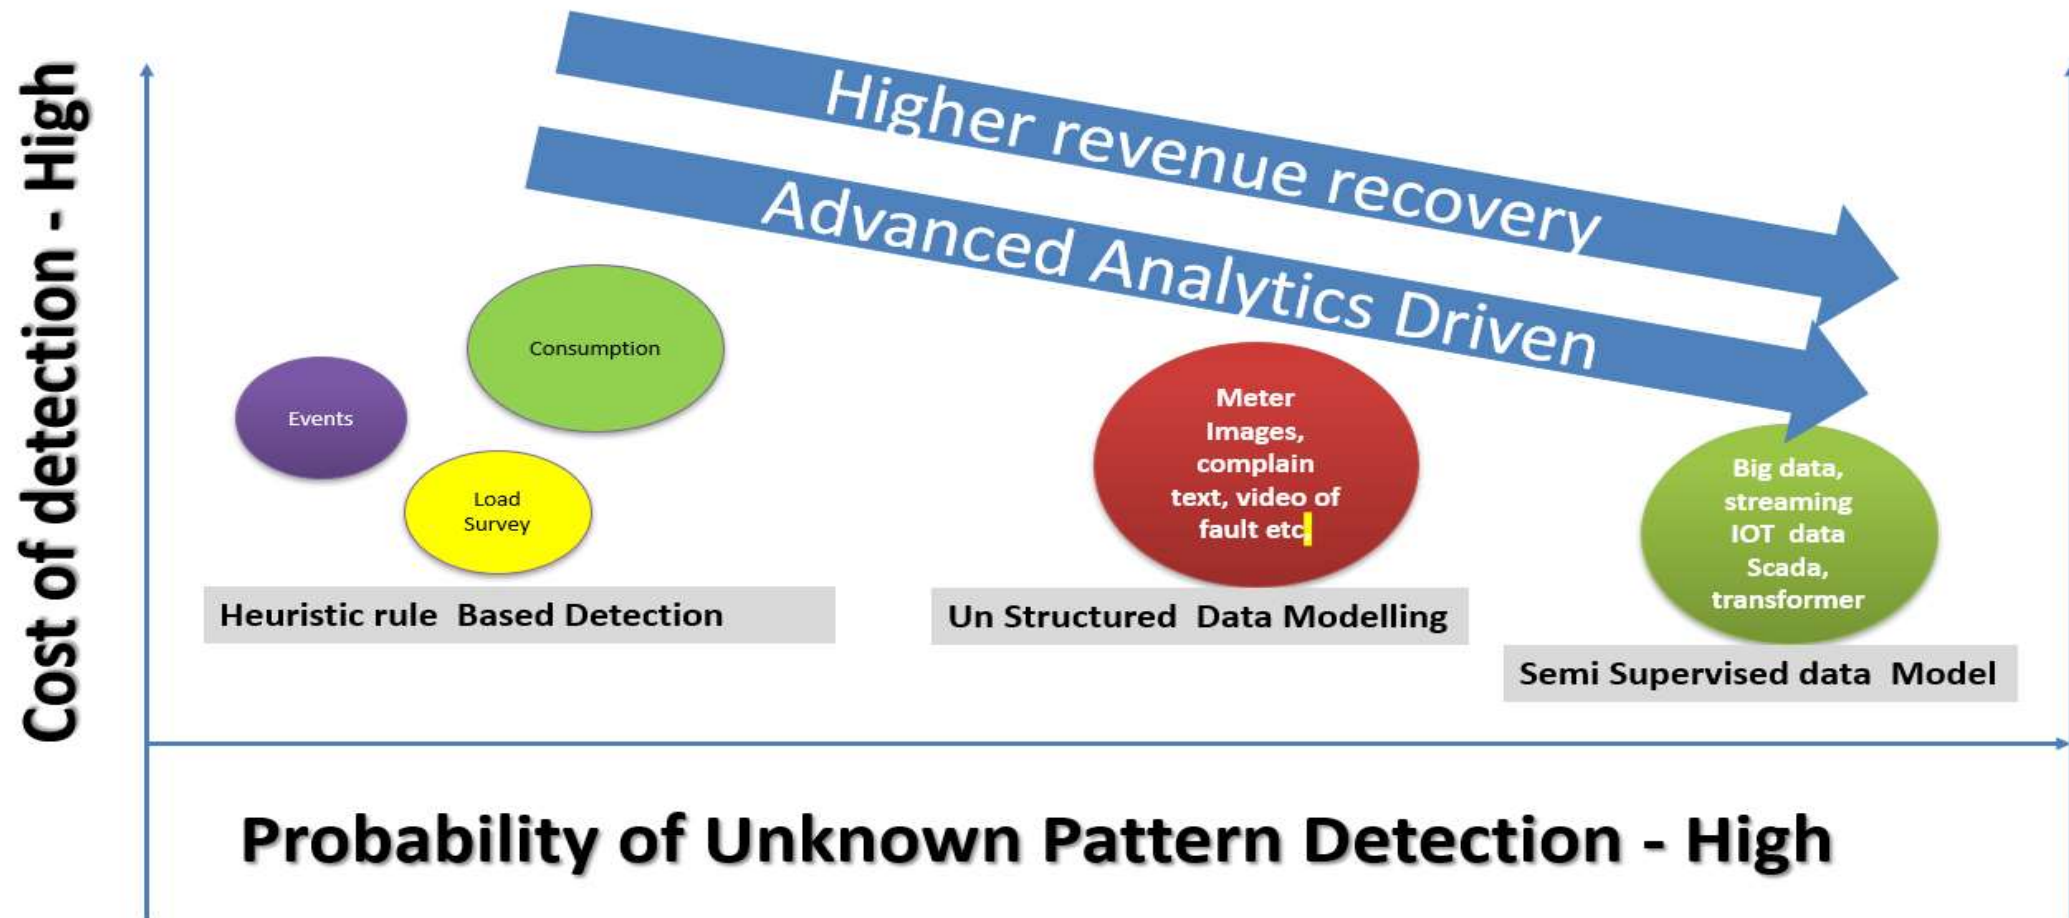 Cost of detection - High
Higher revenue recovery
Advanced Analytics Driven
Events
Consumption
Load
Survey
Heuristic rule Based Detection
Meter
Images,
complain
text, video of
fault etc,
Un Structured Data Modelling
Big data,
streaming
IOT data
Scada,
transformer
Semi Supervised data Model
Probability of Unknown Pattern Detection - High